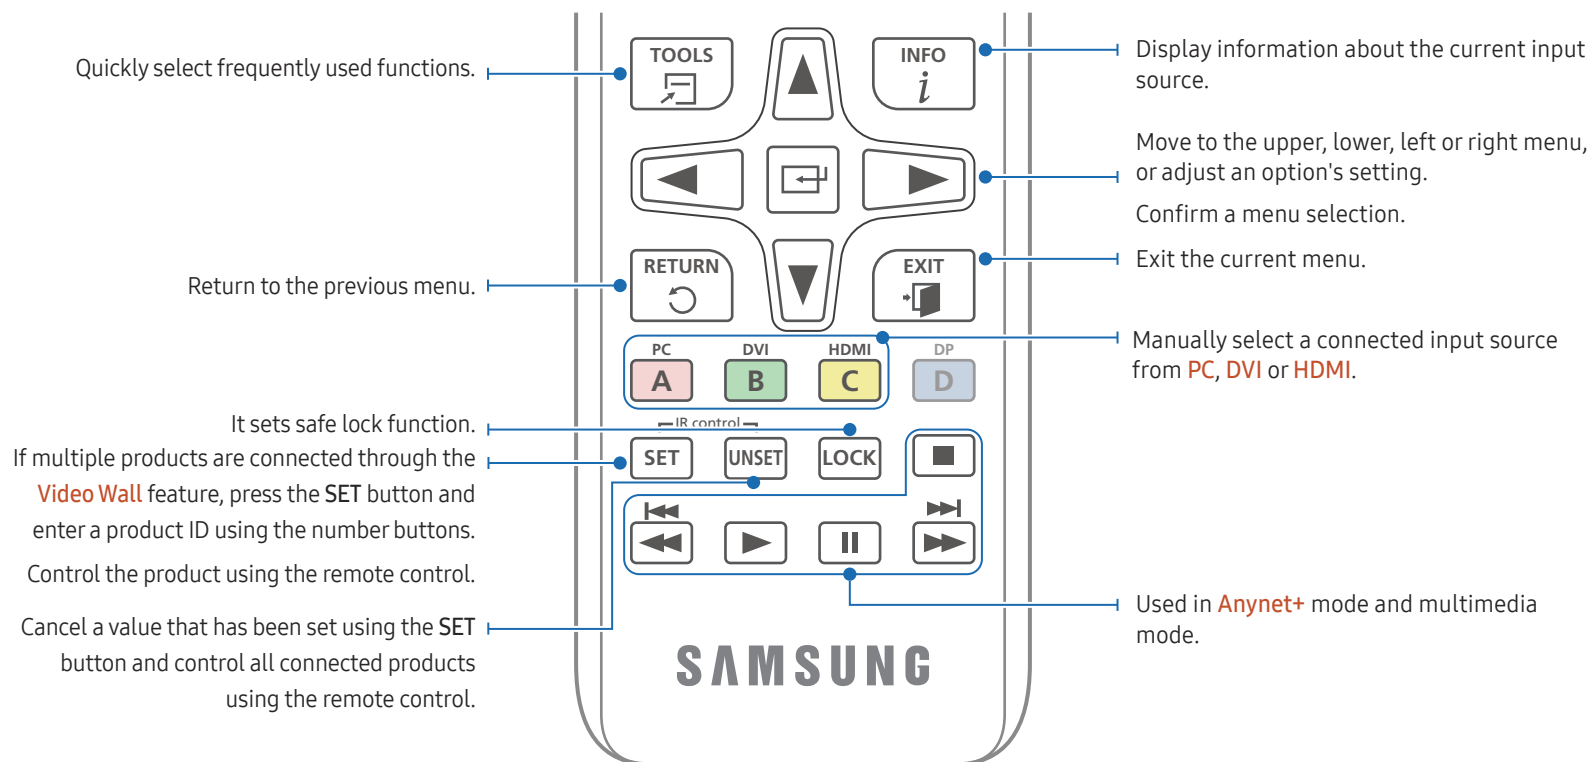 Quickly select frequently used functions.
Return to the previous menu.
It sets safe lock function.
If multiple products are connected through the
Video Wall feature, press the SET button and
enter a product ID using the number buttons.
Control the product using the remote control.
Cancel a value that has been set using the SET
button and control all connected products
using the remote control.
TOOLS
INFO
i
RETURN
EXIT
PC
DVI
HDMI
DP
A
B
C
D
IR control
SET
UNSET
LOCK
SAMSUNG
Display information about the current input
source.
Move to the upper, lower, left or right menu,
or adjust an option's setting.
Confirm a menu selection.
Exit the current menu.
Manually select a connected input source
from PC, DVI or HDMI.
Used in Anynet+ mode and multimedia
mode.